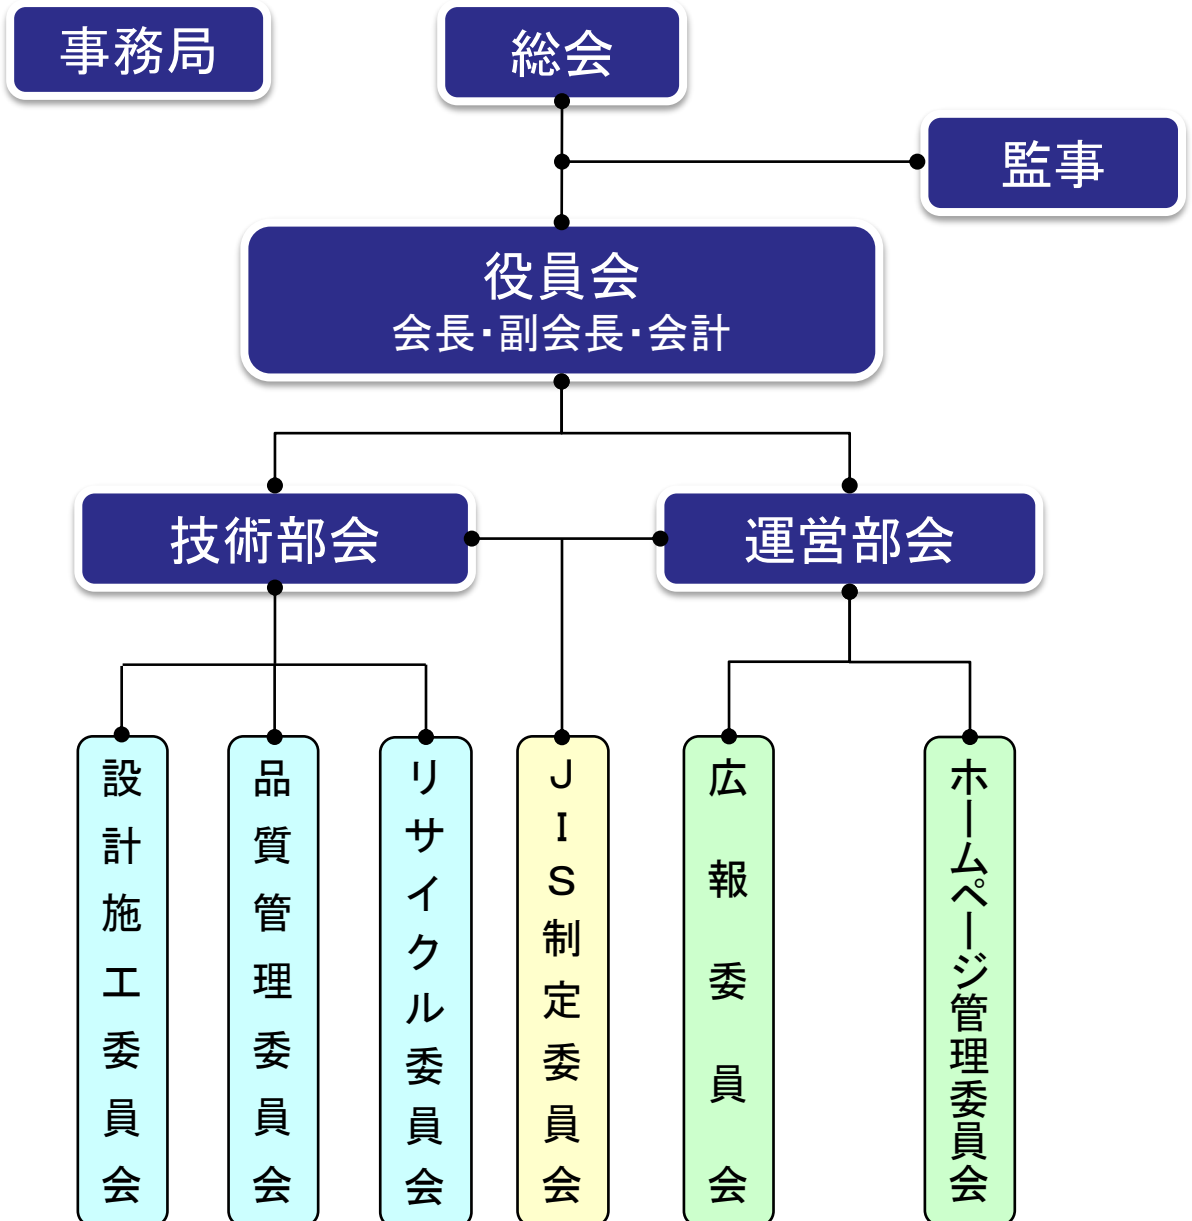 事務局
総会
監事
役員会
会長・副会長・会計
技術部会
運営部会
設計施工委員会
品質管理委員会
リサイクル委員会
ＪＩＳ制定委員会
広報委員会
ホームページ管理委員会